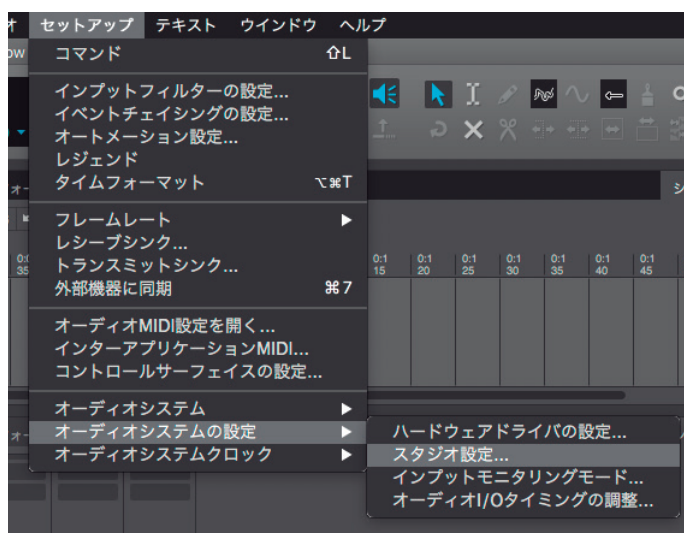 オ セットアップ テキスト ウインドウ ヘルプ
ow
コマンド ⇧L
インプットフィルターの設定...
イベントチェイシングの設定...
オートメーション設定...
レジェンド
タイムフォーマット ⌥⌘T
オー
シ
フレームレート ▶
レシーブシンク...
トランスミットシンク...
外部機器に同期 ⌘7
0:1 0:1 0:1 0:1 0:1 0:1 0:1
35 15 20 25 30 35 40 45
オーディオMIDI設定を開く...
インターアプリケーションMIDI...
コントロールサーフェイスの設定...
オーディオシステム ▶
オー
オーディオシステムの設定 ▶
オーディオシステムクロック ▶
ハードウェアドライバの設定...
スタジオ設定...
インプットモニタリングモード...
オーディオI/Oタイミングの調整...